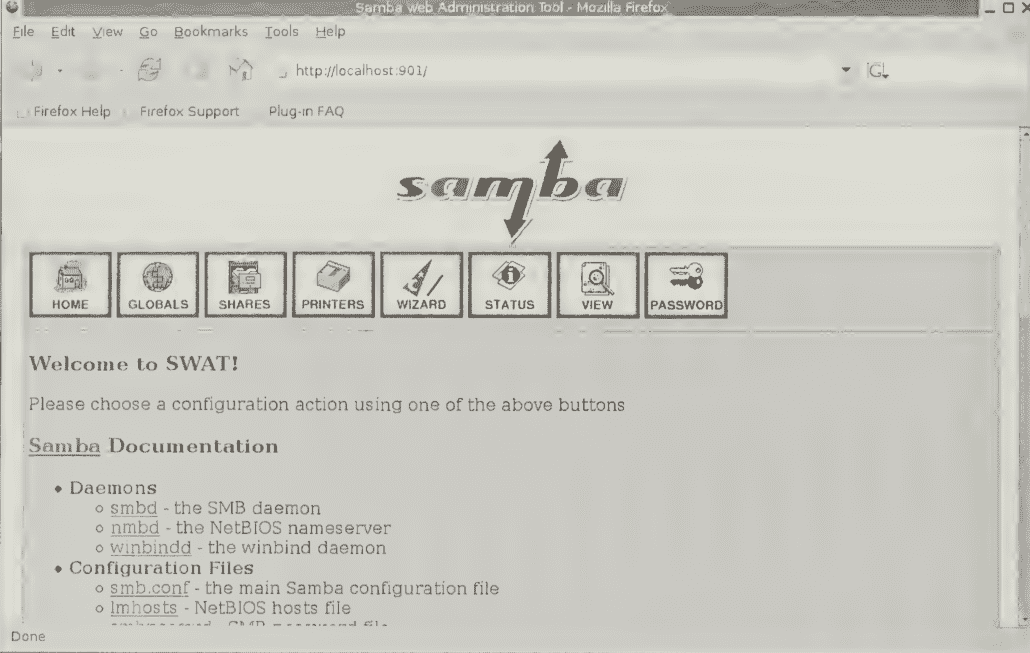 Samba Web Administration Tool - Mozilla Firefox
File Edit View Go Bookmarks Tools Help
http://localhost:901/
Firefox Help Firefox Support Plug-in FAQ
samba
HOME GLOBALS SHARES PRINTERS WIZARD STATUS VIEW PASSWORD
Welcome to SWAT!
Please choose a configuration action using one of the above buttons
Samba Documentation
• Daemons
○ smbd - the SMB daemon
○ nmbd - the NetBIOS nameserver
○ winbindd - the winbind daemon
• Configuration Files
○ smb.conf - the main Samba configuration file
○ lmhosts - NetBIOS hosts file
Done